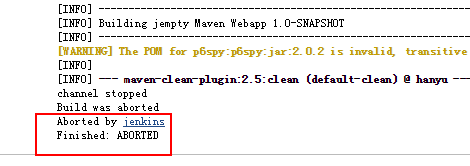 [INFO] ------------------------------------------------------------
[INFO] Building jempty Maven Webapp 1.0-SNAPSHOT
[INFO] ------------------------------------------------------------
[WARNING] The POM for p6spy:p6spy:jar:2.0.2 is invalid, transitive
[INFO]
[INFO] --- maven-clean-plugin:2.5:clean (default-clean) @ hanyu ---
channel stopped
Build was aborted
Aborted by jenkins
Finished: ABORTED